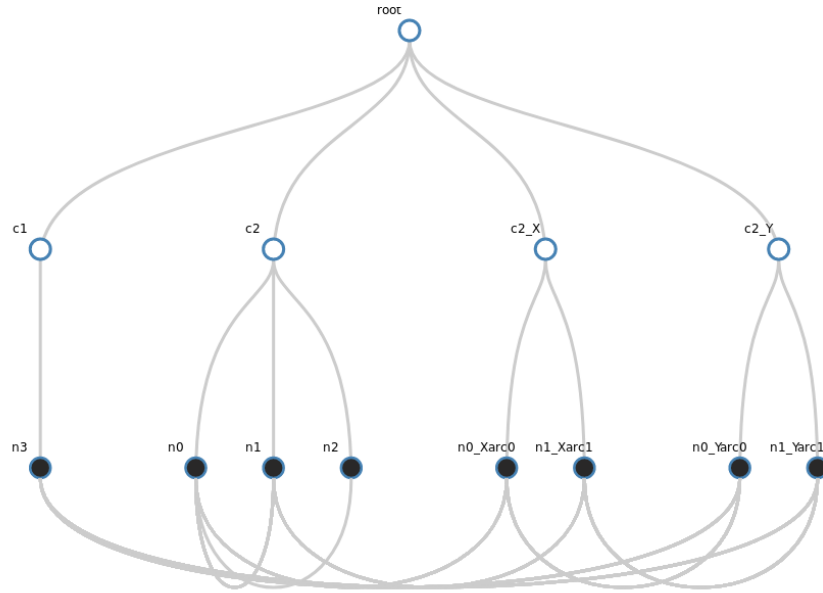 root
c1
c2
c2_X
c2_Y
n3
n0
n1
n2
n0_Xarc0
n1_Xarc1
n0_Yarc0
n1_Yarc1